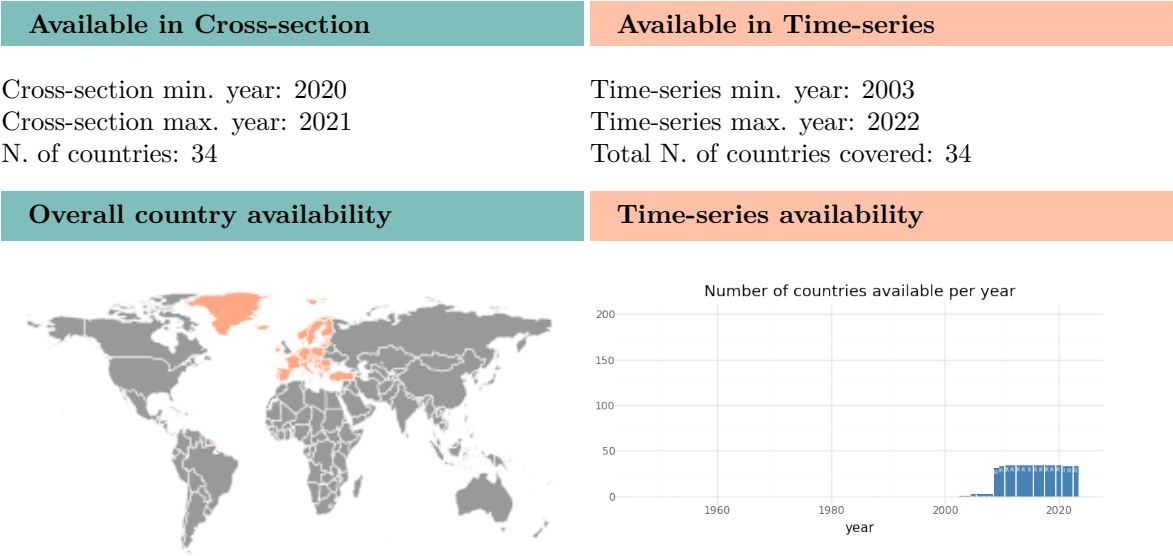 Available in Cross-section
Available in Time-series
Cross-section min. year: 2020
Cross-section max. year: 2021
N. of countries: 34
Time-series min. year: 2003
Time-series max. year: 2022
Total N. of countries covered: 34
Overall country availability
Time-series availability
Number of countries available per year
200
150
100
50
0
1960
1980
2000
2020
year